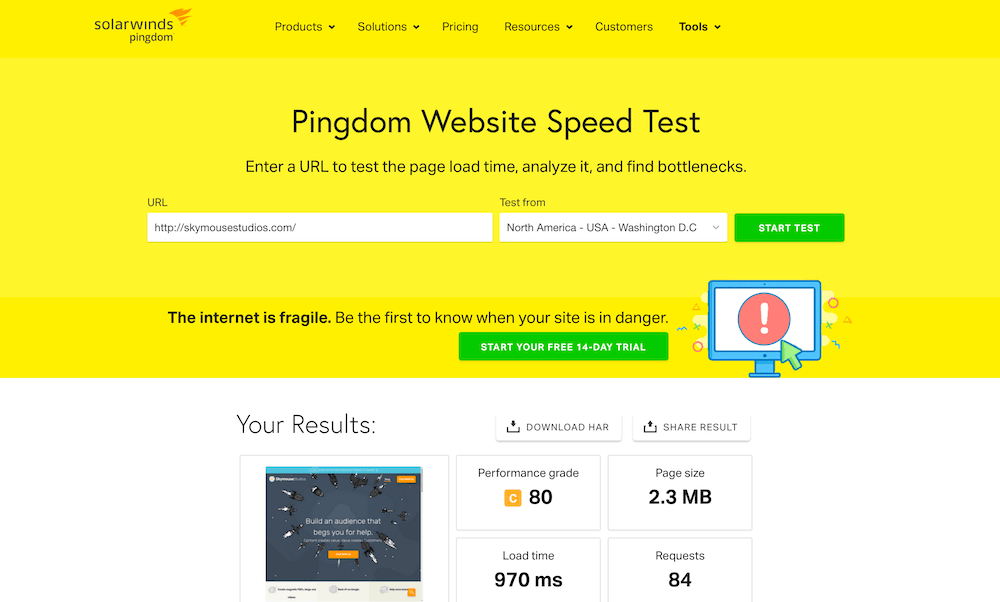 solarwinds
pingdom
Products Solutions Pricing Resources Customers Tools
Pingdom Website Speed Test
Enter a URL to test the page load time, analyze it, and find bottlenecks.
URL Test from
http://skymousestudios.com/ North America - USA - Washington D.C START TEST
The internet is fragile. Be the first to know when your site is in danger.
START YOUR FREE 14-DAY TRIAL
Your Results: DOWNLOAD HAR SHARE RESULT
Performance grade Page size
C 80 2.3 MB
SkymouseStudios
Build an audience that
begs you for help.
Load time Requests
970 ms 84